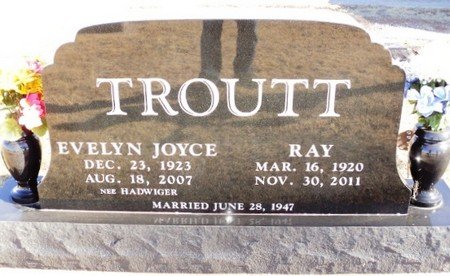 TROUTT
EVELYN JOYCE
DEC. 23, 1923
AUG. 18, 2007
NEE HADWIGER
RAY
MAR. 16, 1920
NOV. 30, 2011
MARRIED JUNE 28, 1947